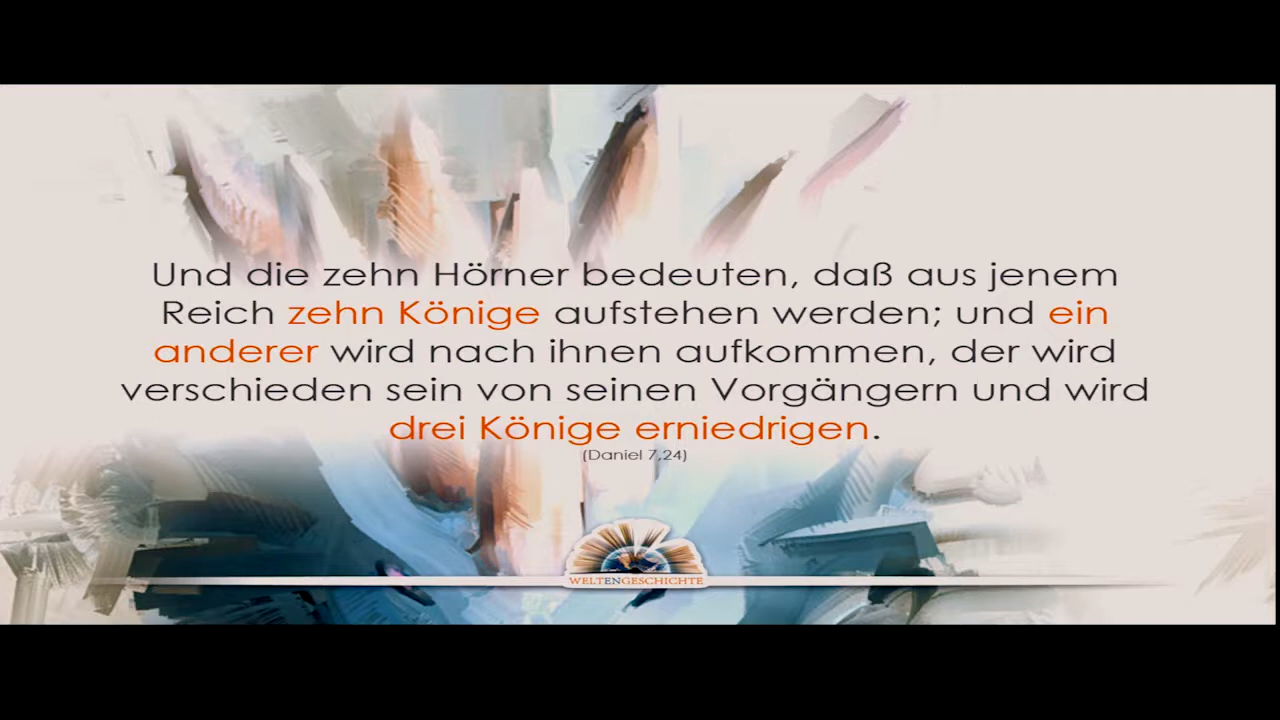 Und die zehn Hörner bedeuten, daß aus jenem
Reich zehn Könige aufstehen werden; und ein
anderer wird nach ihnen aufkommen, der wird
verschieden sein von seinen Vorgängern und wird
drei Könige erniedrigen.
(Daniel 7,24)
WELTENGESCHICHTE